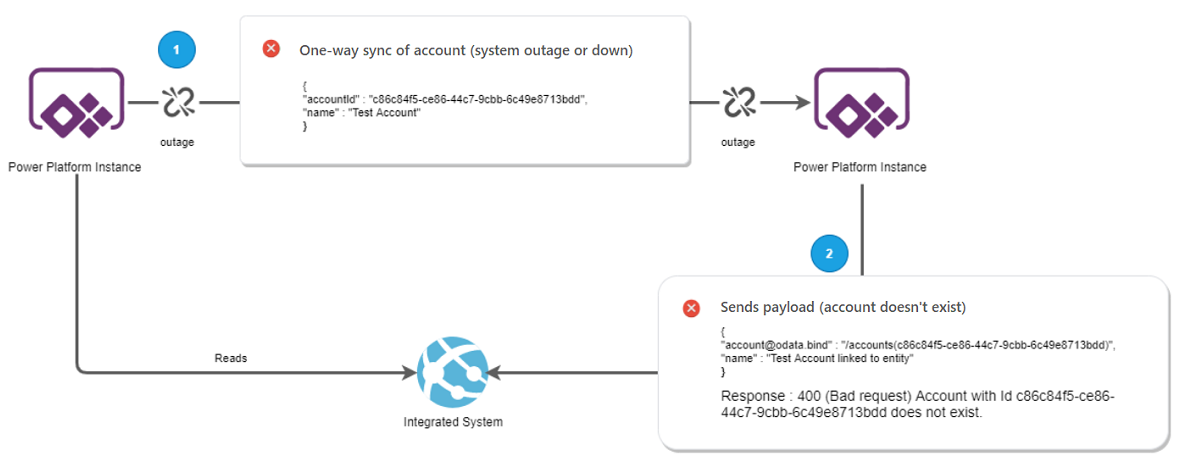 1
One-way sync of account (system outage or down)
{
"accountId" : "c86c84f5-ce86-44c7-9cbb-6c49e8713bdd",
"name" : "Test Account"
}
outage
outage
Power Platform Instance
Power Platform Instance
2
Sends payload (account doesn't exist)
{
"account@odata.bind" : "/accounts(c86c84f5-ce86-44c7-9cbb-6c49e8713bdd)",
"name" : "Test Account linked to entity"
}
Response : 400 (Bad request) Account with Id c86c84f5-ce86-
44c7-9cbb-6c49e8713bdd does not exist.
Reads
Integrated System